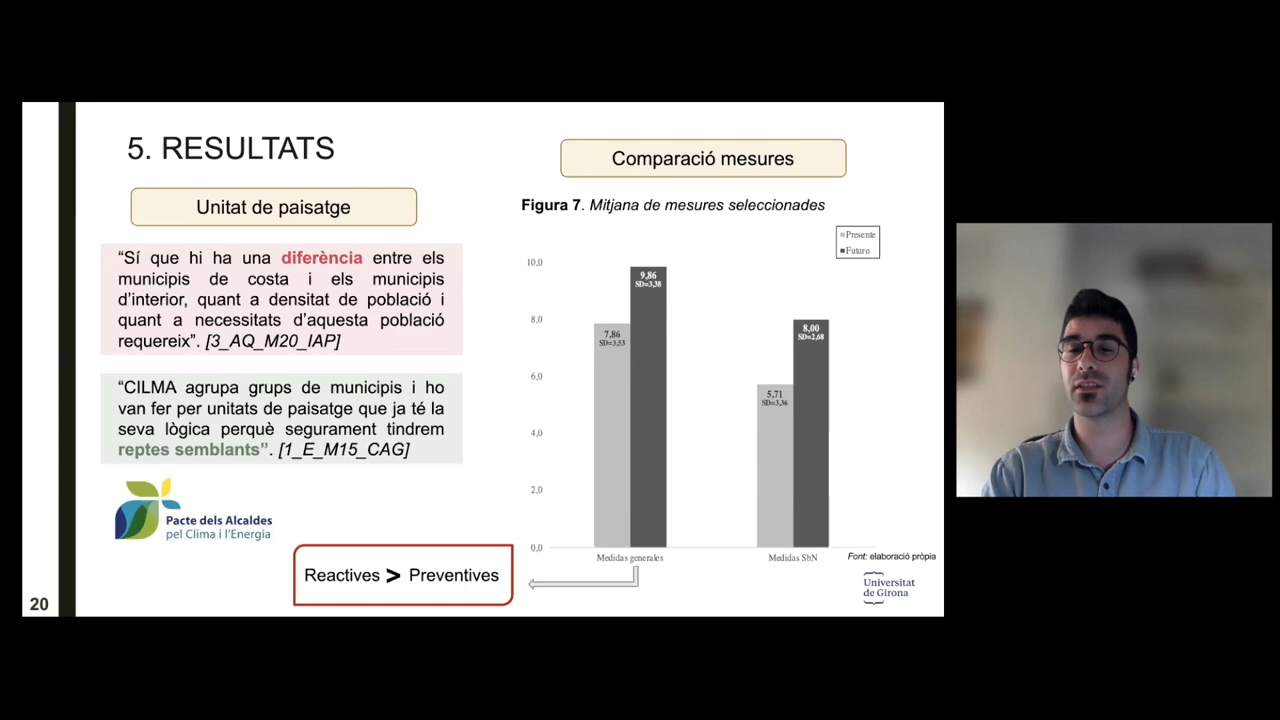 5. RESULTATS
Unitat de paisatge
“Sí que hi ha una diferència entre els
municipis de costa i els municipis
d’interior, quant a densitat de població i
quant a necessitats d’aquesta població
requereix”. [3_AQ_M20_IAP]
“CILMA agrupa grups de municipis i ho
van fer per unitats de paisatge que ja té la
seva lògica perquè segurament tindrem
reptes semblants”. [1_E_M15_CAG]
Pacte dels Alcaldes
pel Clima i l'Energia
Reactives > Preventives
20
Comparació mesures
Figura 7. Mitjana de mesures seleccionades
Presente
Futuro
10,0
8,0
6,0
4,0
2,0
0,0
7,86
SD=3,53
9,86
SD=3,38
5,71
SD=3,36
8,00
SD=2,68
Medidas generales
Medidas SbN
Font: elaboració pròpia
Universitat
de Girona